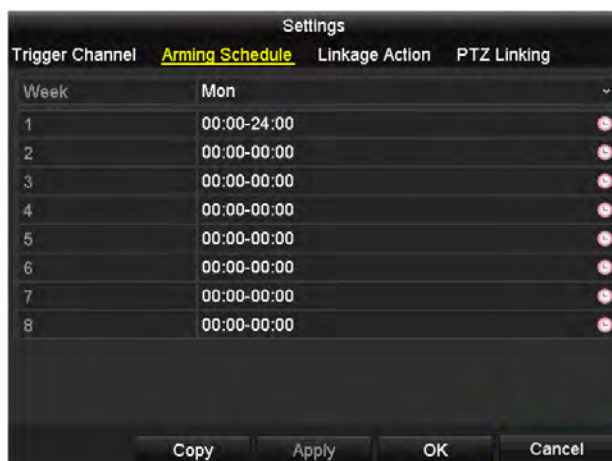 Settings
Trigger Channel Arming Schedule Linkage Action PTZ Linking
Week Mon
1 00:00-24:00
2 00:00-00:00
3 00:00-00:00
4 00:00-00:00
5 00:00-00:00
6 00:00-00:00
7 00:00-00:00
8 00:00-00:00
Copy Apply OK Cancel